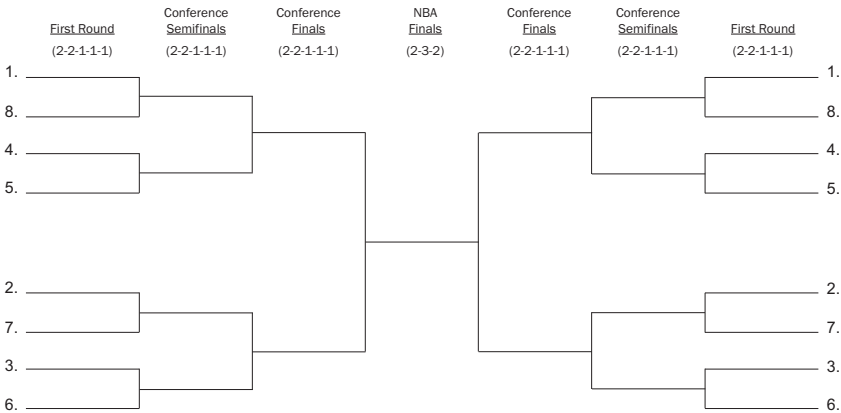 Conference Conference NBA Conference Conference
First Round Semifinals Finals Finals Finals Semifinals First Round
(2-2-1-1-1) (2-2-1-1-1) (2-2-1-1-1) (2-3-2) (2-2-1-1-1) (2-2-1-1-1) (2-2-1-1-1)
1. 1.
8. 8.
4. 4.
5. 5.
2. 2.
7. 7.
3. 3.
6. 6.